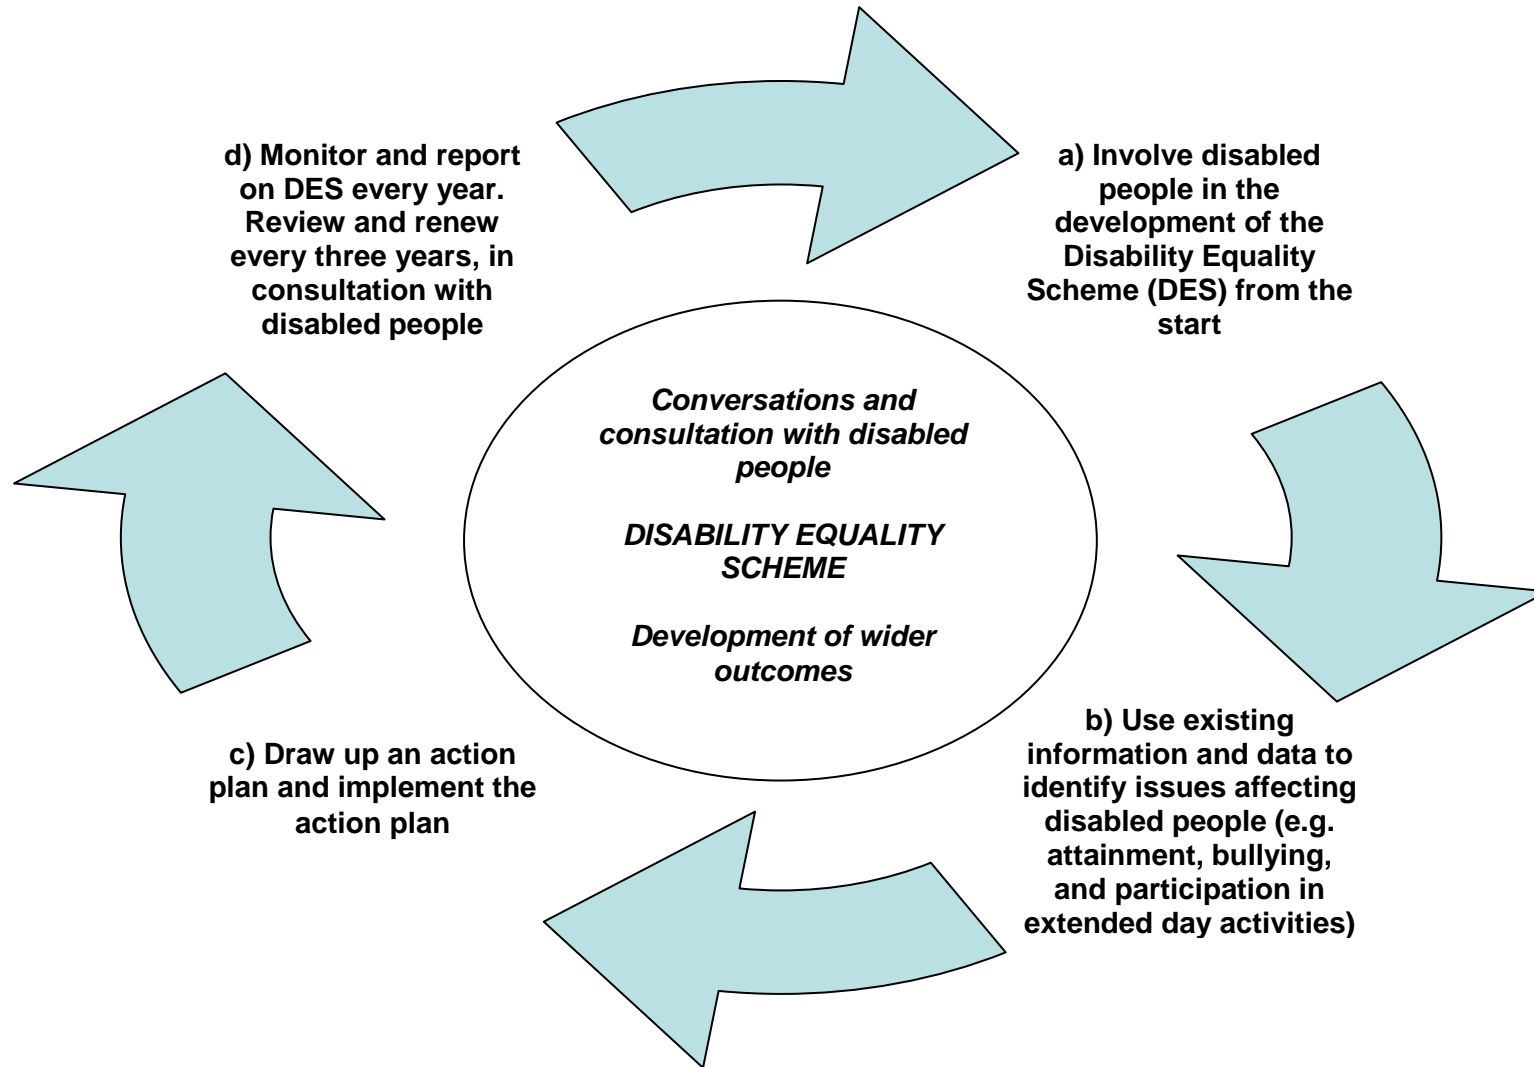 d) Monitor and report
on DES every year.
Review and renew
every three years, in
consultation with
disabled people
a) Involve disabled
people in the
development of the
Disability Equality
Scheme (DES) from the
start
Conversations and
consultation with disabled
people
DISABILITY EQUALITY
SCHEME
Development of wider
outcomes
c) Draw up an action
plan and implement the
action plan
b) Use existing
information and data to
identify issues affecting
disabled people (e.g.
attainment, bullying,
and participation in
extended day activities)